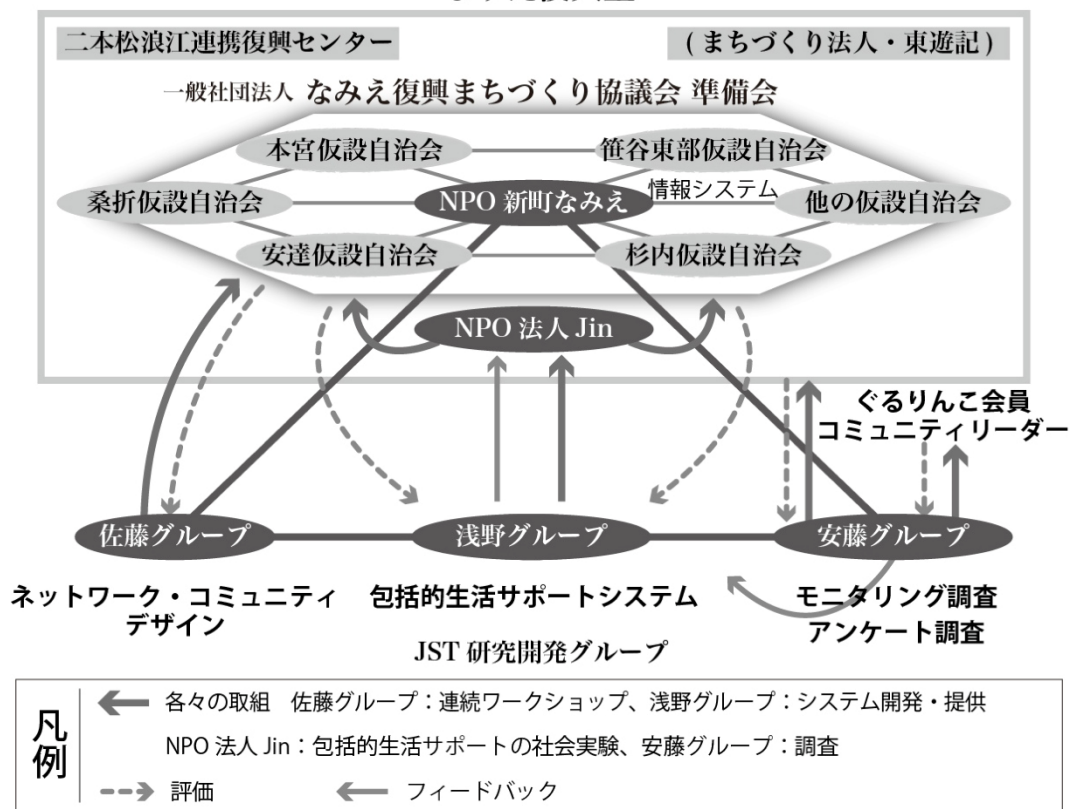 二本松浪江連携復興センター
(まちづくり法人・東遊記)
一般社団法人 なみえ復興まちづくり協議会 準備会
本宮仮設自治会
笹谷東部仮設自治会
桑折仮設自治会
NPO 新町なみえ
情報システム
他の仮設自治会
安達仮設自治会
杉内仮設自治会
NPO 法人 Jin
ぐるりんこ会員
コミュニティリーダー
佐藤グループ
浅野グループ
安藤グループ
ネットワーク・コミュニティ
デザイン
包括的生活サポートシステム
モニタリング調査
アンケート調査
JST 研究開発グループ
凡例
各々の取組 佐藤グループ：連続ワークショップ、浅野グループ：システム開発・提供
NPO 法人 Jin：包括的生活サポートの社会実験、安藤グループ：調査
評価
フィードバック